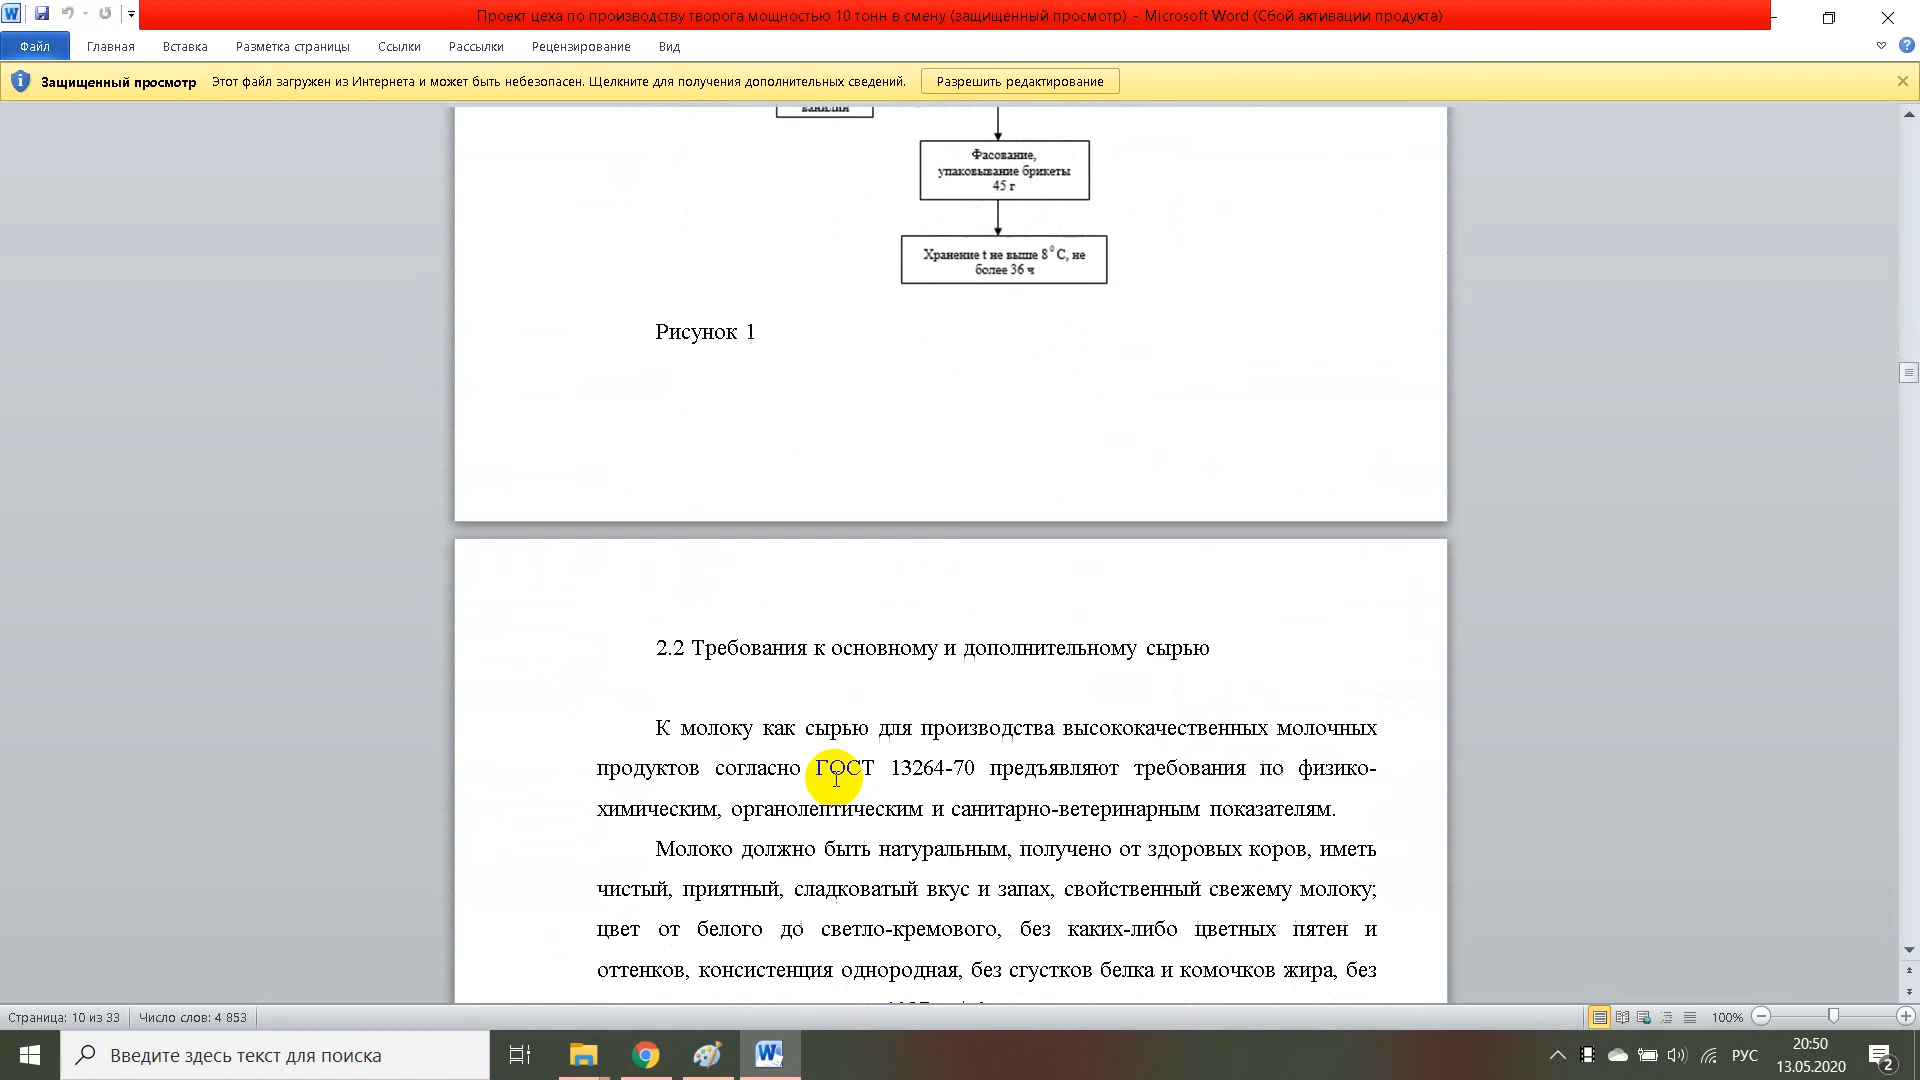 Проект цеха по производству творога мощностью 10 тонн в смену (защищенный просмотр) - Microsoft Word (Сбой активации продукта)
Файл Главная Вставка Разметка страницы Ссылки Рассылки Рецензирование Вид
Защищенный просмотр Этот файл загружен из Интернета и может быть небезопасен. Щелкните для получения дополнительных сведений. Разрешить редактирование
ванилин
Фасование,
упаковывание брикеты
45 г
Хранение t не выше 8⁰ С, не
более 36 ч
Рисунок 1
2.2 Требования к основному и дополнительному сырью
К молоку как сырью для производства высококачественных молочных
продуктов согласно ГОСТ 13264-70 предъявляют требования по физико-
химическим, органолептическим и санитарно-ветеринарным показателям.
Молоко должно быть натуральным, получено от здоровых коров, иметь
чистый, приятный, сладковатый вкус и запах, свойственный свежему молоку;
цвет от белого до светло-кремового, без каких-либо цветных пятен и
оттенков, консистенция однородная, без сгустков белка и комочков жира, без
Страница: 10 из 33 Число слов: 4 853 100%
Введите здесь текст для поиска
РУС
20:50
13.05.2020
2